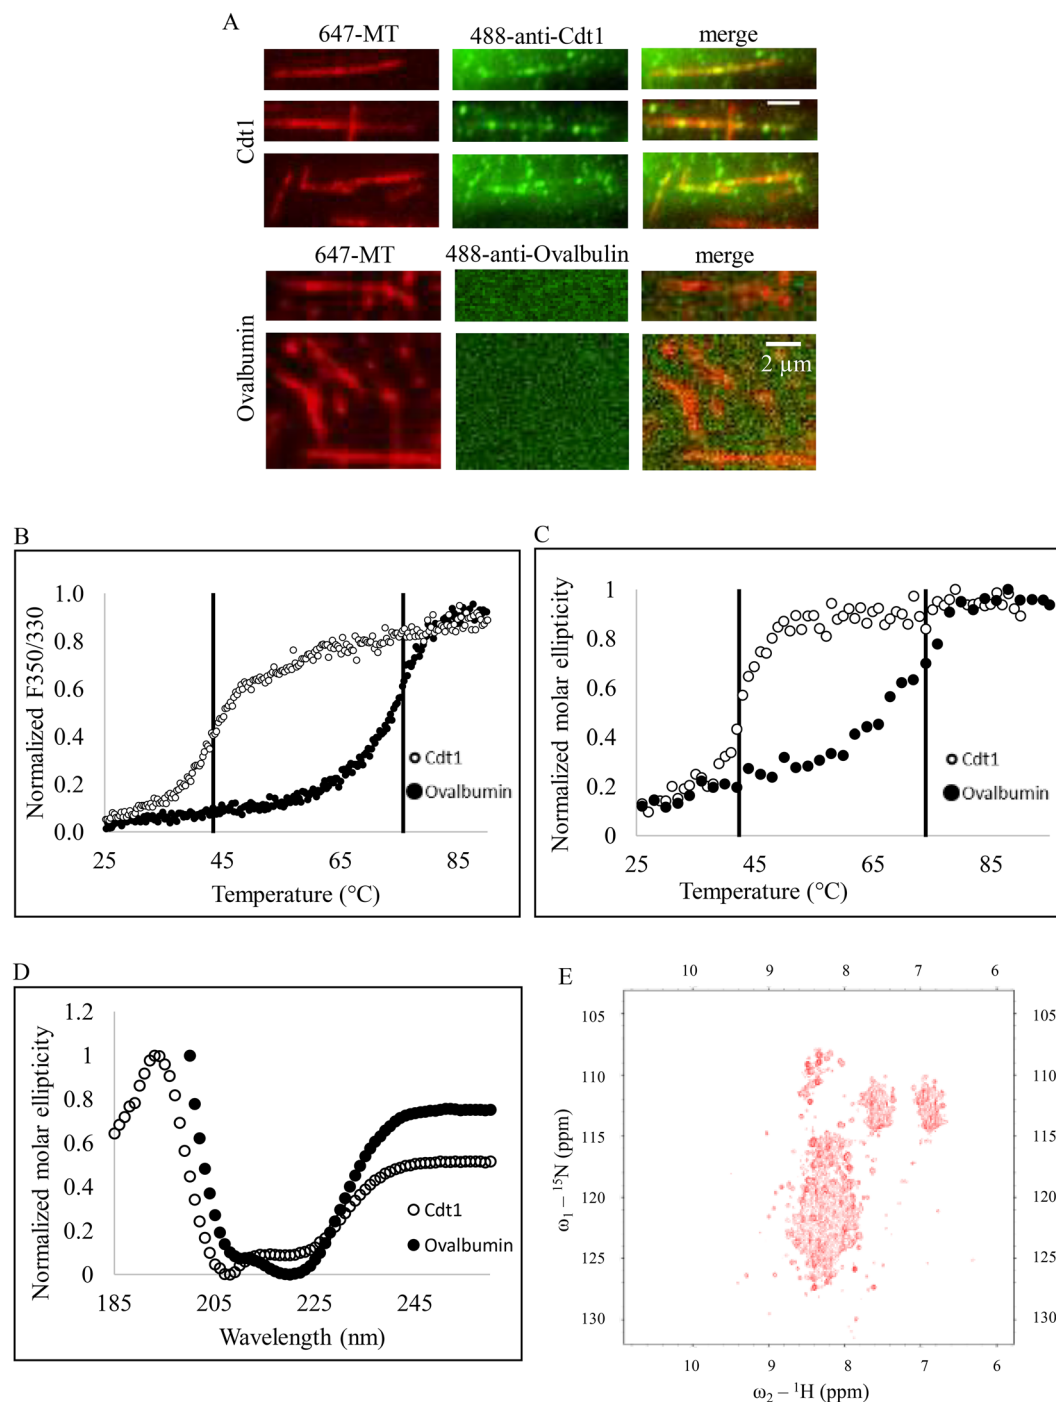 A
647-MT 488-anti-Cdt1 merge
Cdt1
647-MT 488-anti-Ovalbulin merge
Ovalbumin
2 µm
B
Normalized F350/330
1.0
0.8
0.6
0.4
0.2
0.0
25 45 65 85
Temperature (°C)
Cdt1
Ovalbumin
C
Normalized molar ellipticity
1
0.8
0.6
0.4
0.2
0
25 45 65 85
Temperature (°C)
Cdt1
Ovalbumin
D
Normalized molar ellipticity
1.2
1
0.8
0.6
0.4
0.2
0
185 205 225 245
Wavelength (nm)
Cdt1
Ovalbumin
E
10 9 8 7 6
105 105
110 110
115 115
120 120
125 125
130 130
ω₁ – ¹⁵N (ppm)
10 9 8 7 6
ω₂ – ¹H (ppm)